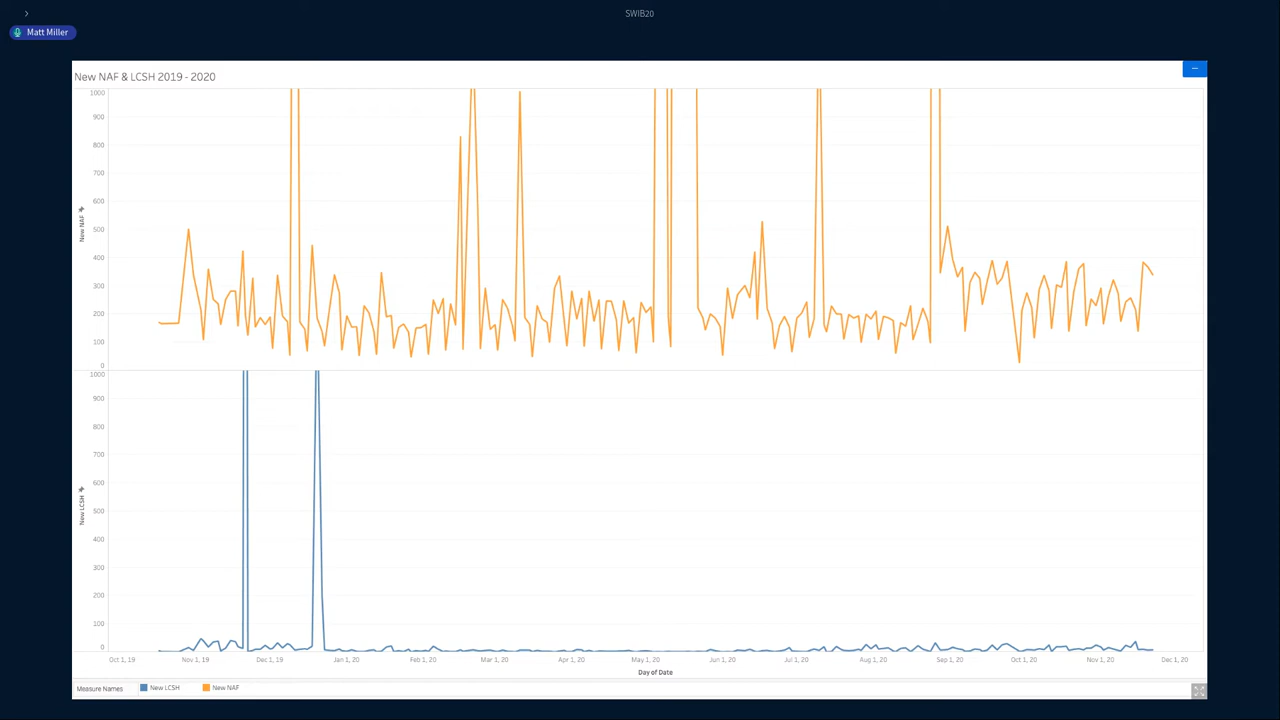 SWIB20
Matt Miller
New NAF & LCSH 2019 - 2020
1000
900
800
700
600
500
400
300
200
100
0
New NAF
1000
900
800
700
600
500
400
300
200
100
0
New LCSH
Oct 1, 19 Nov 1, 19 Dec 1, 19 Jan 1, 20 Feb 1, 20 Mar 1, 20 Apr 1, 20 May 1, 20 Jun 1, 20 Jul 1, 20 Aug 1, 20 Sep 1, 20 Oct 1, 20 Nov 1, 20 Dec 1, 20
Day of Date
Measure Names New LCSH New NAF